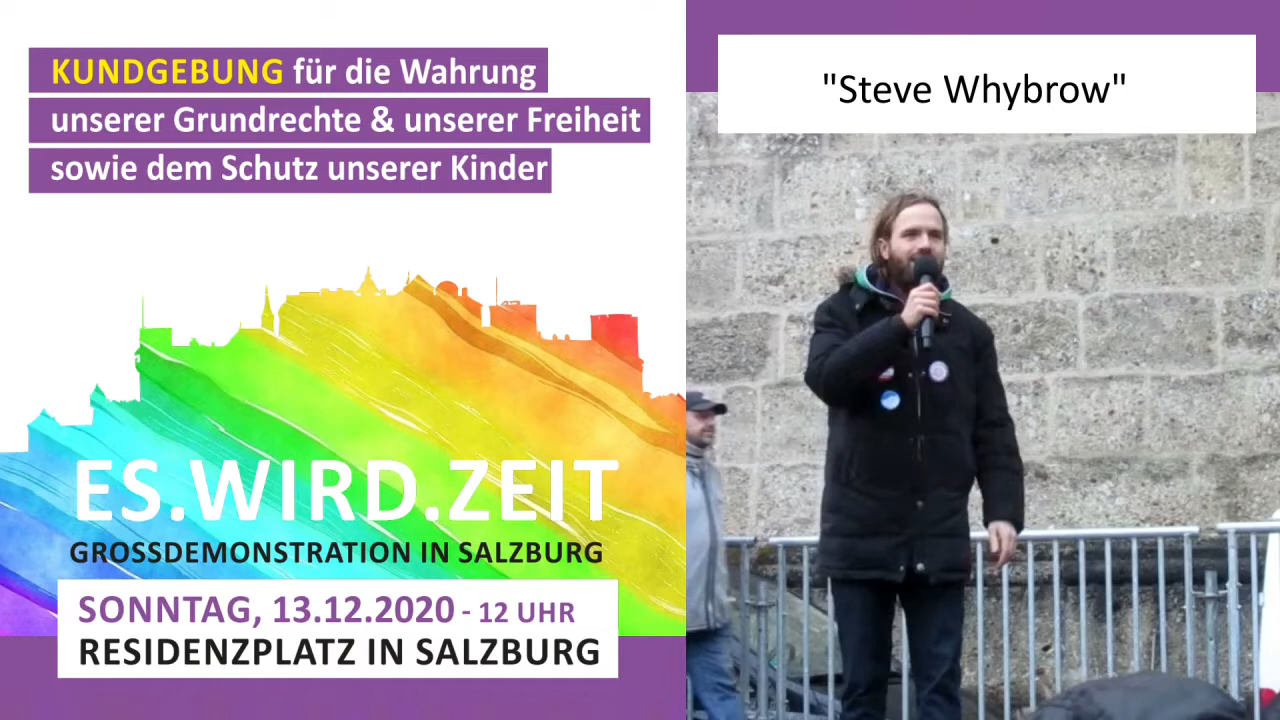 KUNDGEBUNG für die Wahrung
unserer Grundrechte & unserer Freiheit
sowie dem Schutz unserer Kinder
ES.WIRD.ZEIT
GROSSDEMONSTRATION IN SALZBURG
SONNTAG, 13.12.2020 - 12 UHR
RESIDENZPLATZ IN SALZBURG
"Steve Whybrow"